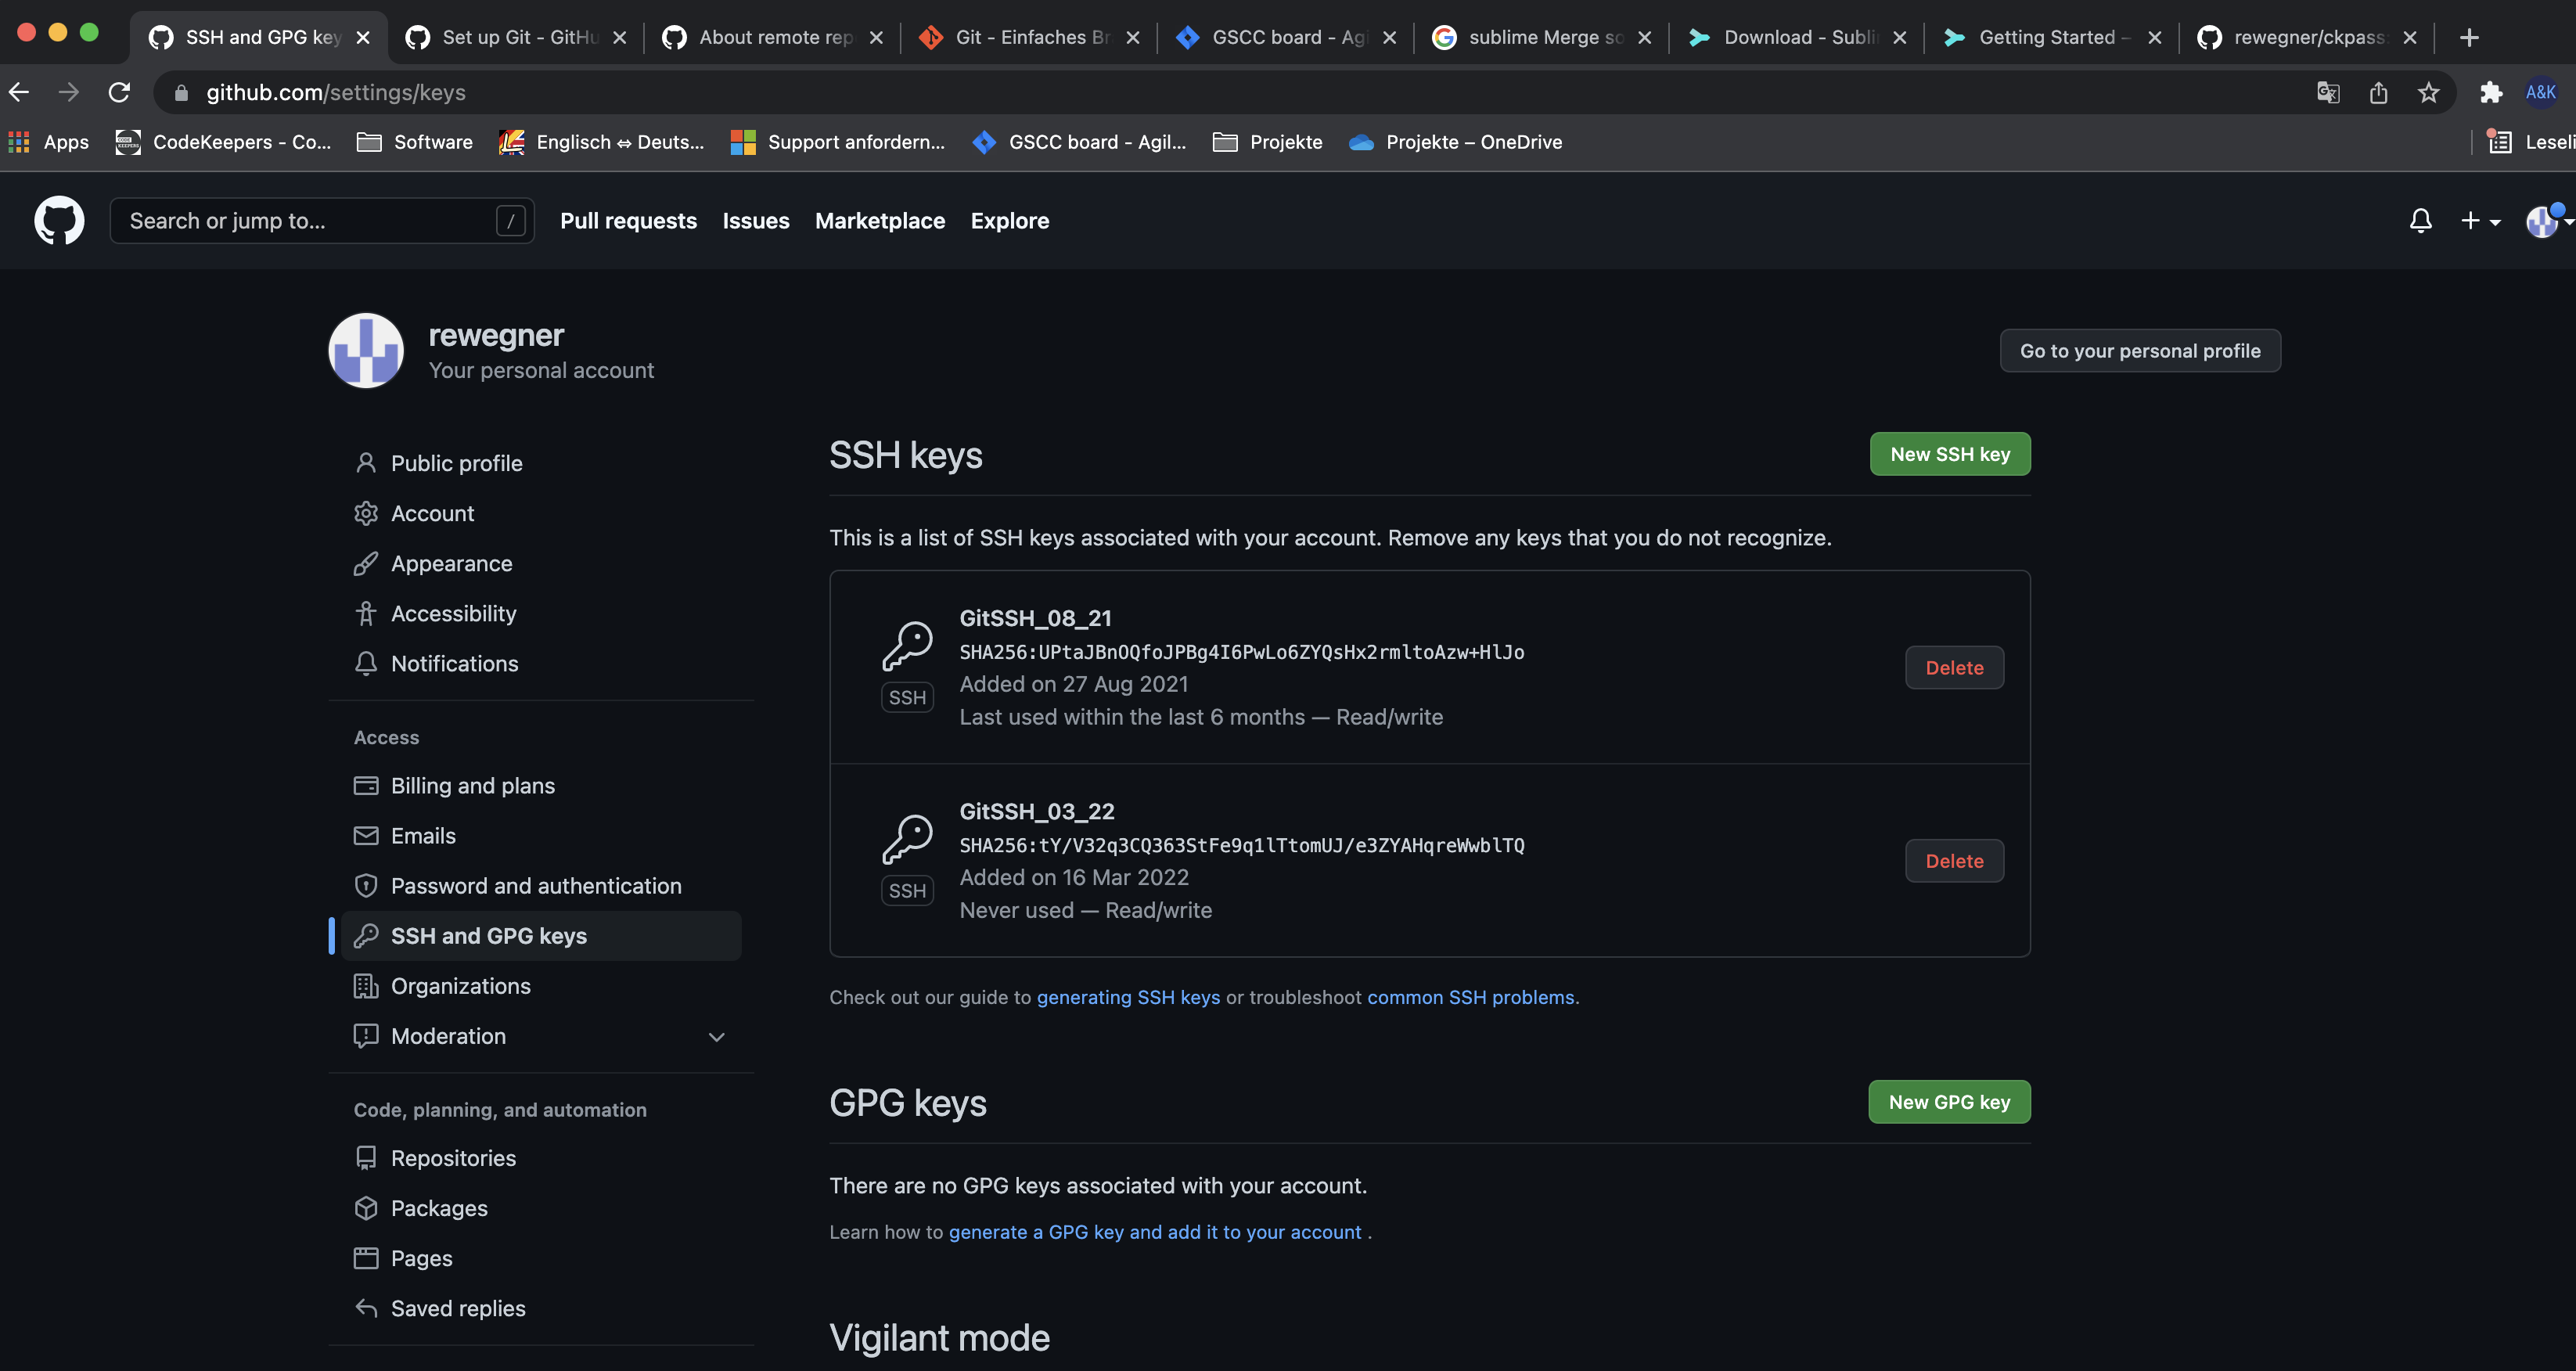 SSH and GPG key
Set up Git - GitHu
About remote rep
Git - Einfaches Br
GSCC board - Agi
sublime Merge so
Download - Subli
Getting Started –
rewegner/ckpass
github.com/settings/keys
A&K
Apps
CodeKeepers - Co...
Software
Englisch ⇔ Deuts...
Support anfordern...
GSCC board - Agil...
Projekte
Projekte – OneDrive
Leseli
Search or jump to...
/
Pull requests
Issues
Marketplace
Explore
rewegner
Your personal account
Go to your personal profile
Public profile
Account
Appearance
Accessibility
Notifications
Access
Billing and plans
Emails
Password and authentication
SSH and GPG keys
Organizations
Moderation
Code, planning, and automation
Repositories
Packages
Pages
Saved replies
SSH keys
New SSH key
This is a list of SSH keys associated with your account. Remove any keys that you do not recognize.
GitSSH_08_21
SHA256:UPtaJBnOQfoJPBg4I6PwLo6ZYQsHx2rmltoAzw+HlJo
Added on 27 Aug 2021
Last used within the last 6 months — Read/write
SSH
Delete
GitSSH_03_22
SHA256:tY/V32q3CQ363StFe9q1lTtomUJ/e3ZYAHqreWwblTQ
Added on 16 Mar 2022
Never used — Read/write
SSH
Delete
Check out our guide to generating SSH keys or troubleshoot common SSH problems.
GPG keys
New GPG key
There are no GPG keys associated with your account.
Learn how to generate a GPG key and add it to your account .
Vigilant mode